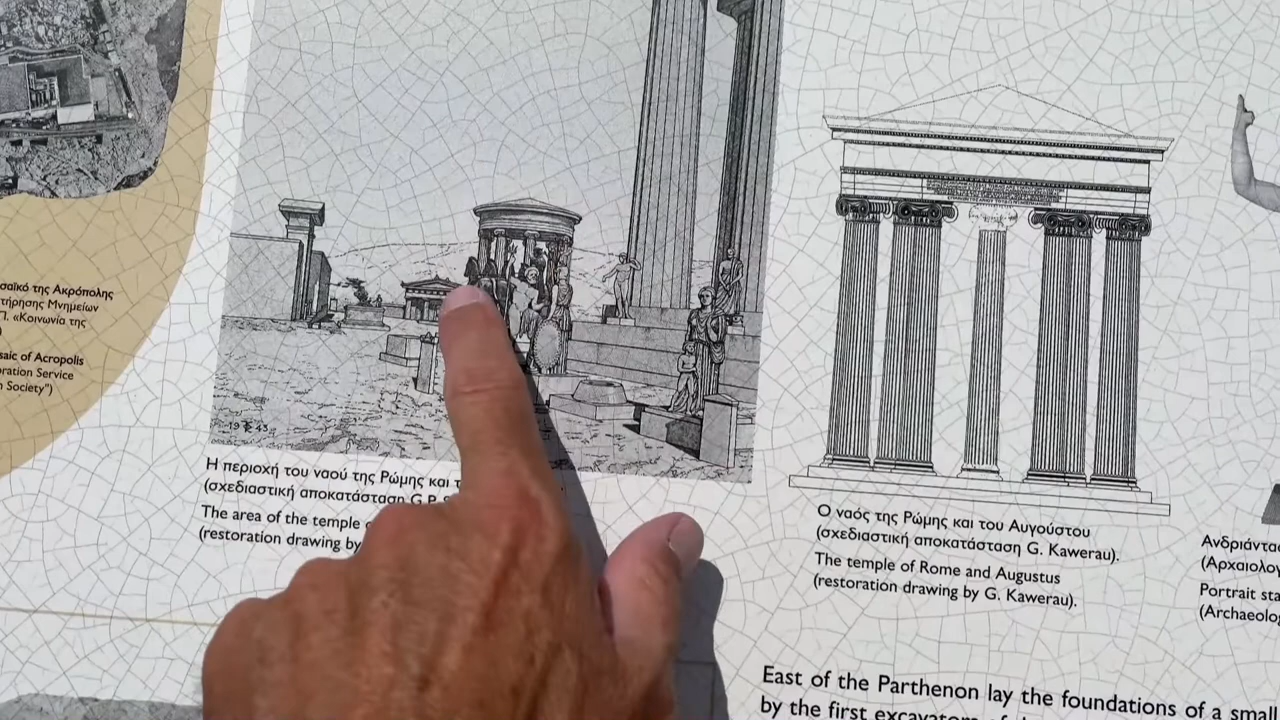 σαϊκό της Ακρόπολης
τήρησης Μνημείων
Π. «Κοινωνία της
)
saic of Acropolis
oration Service
n Society")
1943
Η περιοχή του ναού της Ρώμης και τ
(σχεδιαστική αποκατάσταση G.P.
The area of the temple
(restoration drawing by
Ο ναός της Ρώμης και του Αυγούστου
(σχεδιαστική αποκατάσταση G. Kawerau).
The temple of Rome and Augustus
(restoration drawing by G. Kawerau).
Ανδριάντα
(Αρχαιολογ
Portrait sta
(Archaeolog
East of the Parthenon lay the foundations of a small
by the first